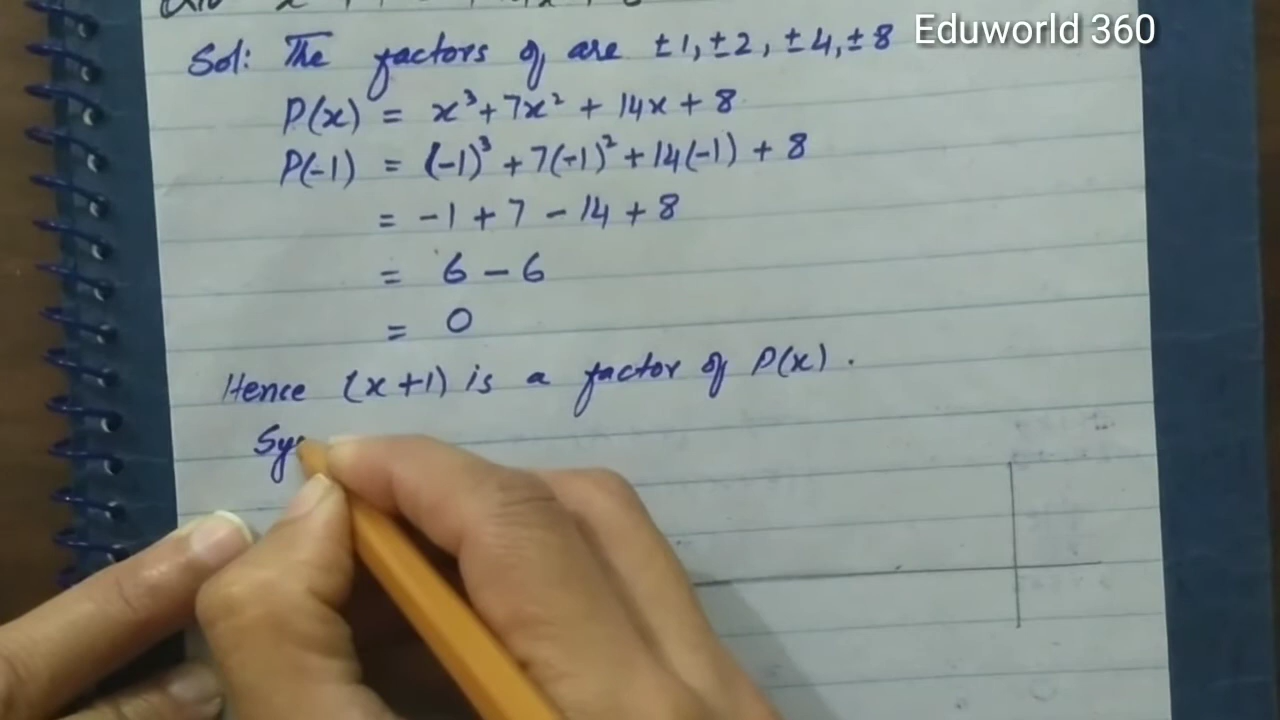 Sol: The factors of are ±1, ±2, ±4, ±8
Eduworld 360
P(x) = x³ + 7x² + 14x + 8
P(-1) = (-1)³ + 7(-1)² + 14(-1) + 8
= -1 + 7 - 14 + 8
= 6 - 6
= 0
Hence (x+1) is a factor of P(x).